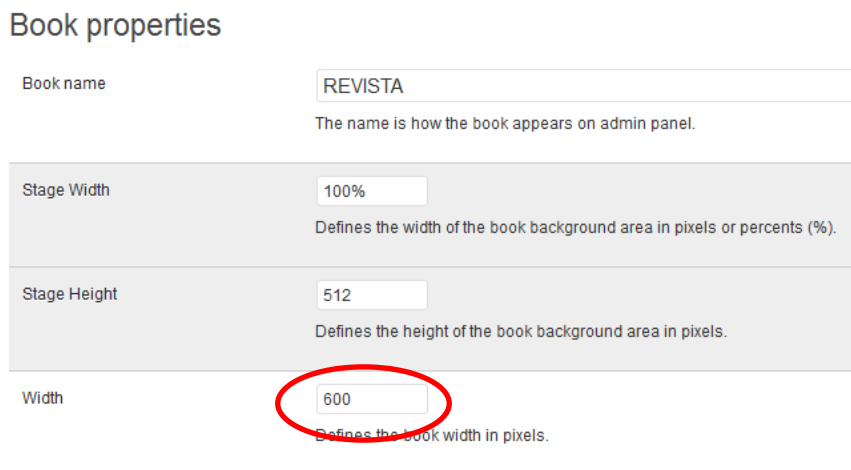 Book properties
Book name
REVISTA
The name is how the book appears on admin panel.
Stage Width
100%
Defines the width of the book background area in pixels or percents (%).
Stage Height
512
Defines the height of the book background area in pixels.
Width
600
Defines the book width in pixels.